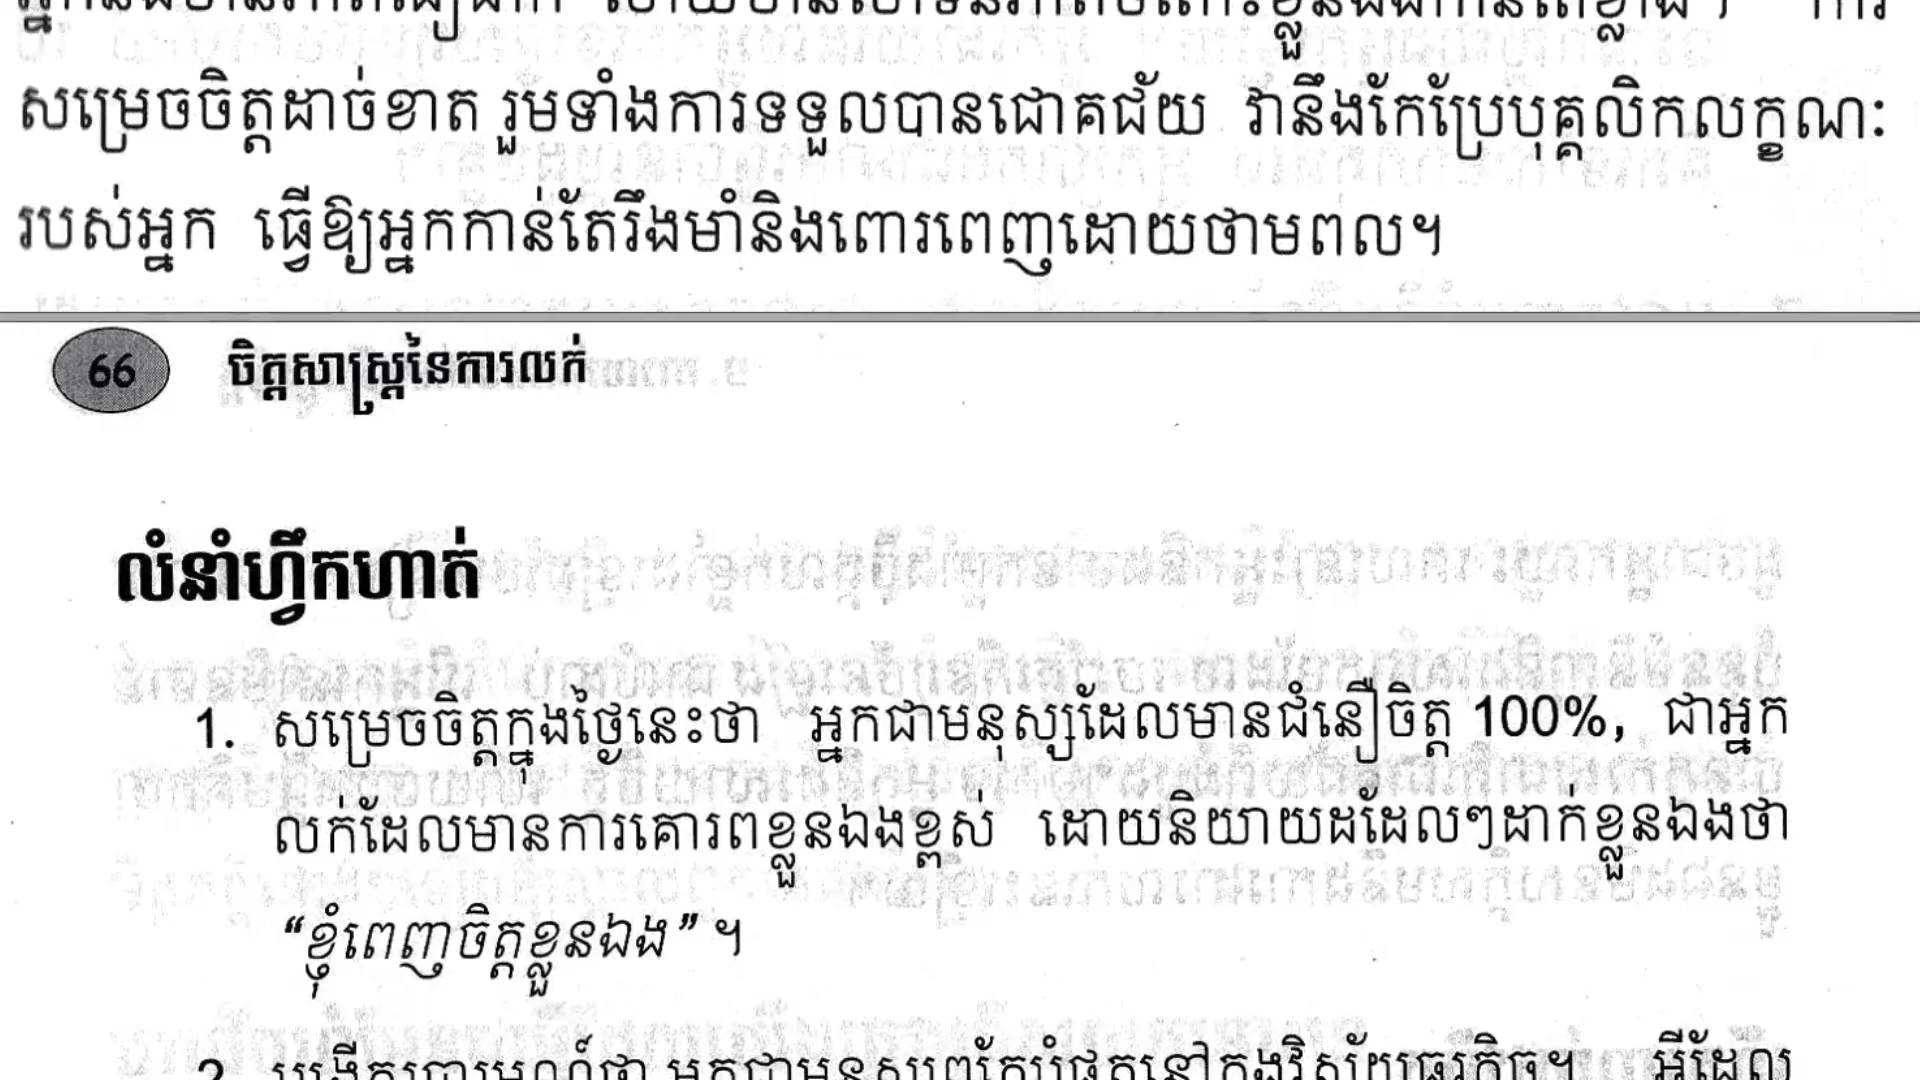 សម្រេចចិត្តដាច់ខាត រួមទាំងការទទួលបានជោគជ័យ វានឹងកែប្រែបុគ្គលិកលក្ខណៈ
របស់អ្នក ធ្វើឱ្យអ្នកកាន់តែរឹងមាំនិងពោរពេញដោយថាមពល។
66 ចិត្តសាស្ត្រនៃការលក់
លំនាំហ្វឹកហាត់
1. សម្រេចចិត្តក្នុងថ្ងៃនេះថា អ្នកជាមនុស្សដែលមានជំនឿចិត្ត 100%, ជាអ្នក
លក់ដែលមានការគោរពខ្លួនឯងខ្ពស់ ដោយនិយាយដដែលៗដាក់ខ្លួនឯងថា
“ខ្ញុំពេញចិត្តខ្លួនឯង”។